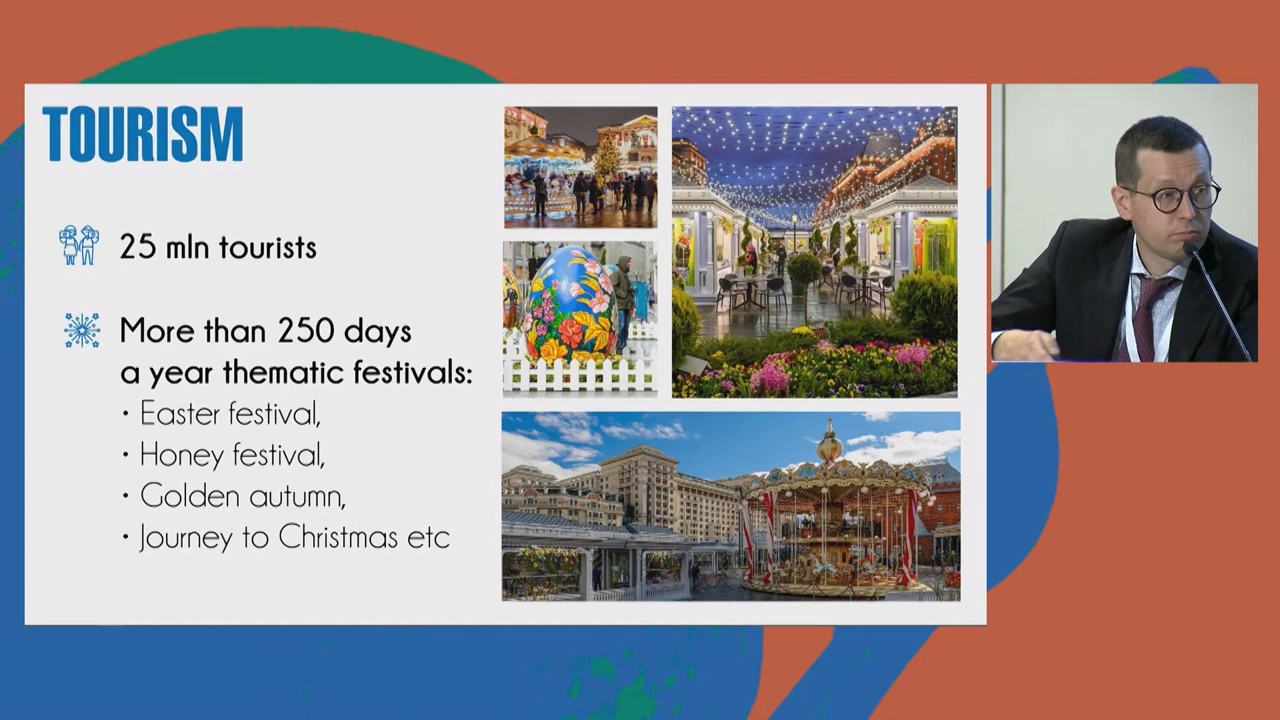 TOURISM
25 mln tourists
More than 250 days
a year thematic festivals:
• Easter festival,
• Honey festival,
• Golden autumn,
• Journey to Christmas etc